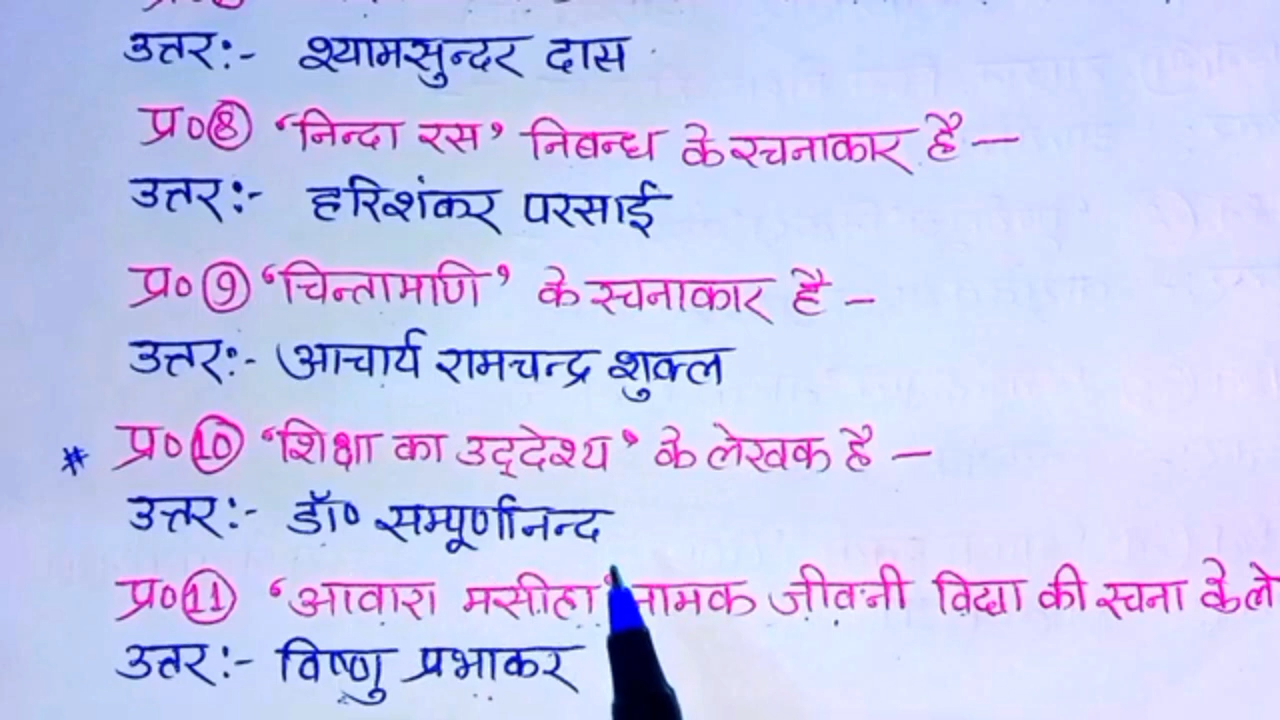 उत्तर:- श्यामसुन्दर दास
प्र० ⑧ ‘निन्दा रस’ निबन्ध के रचनाकार है —
उत्तर:- हरिशंकर परसाई
प्र० ⑨ ‘चिन्तामणि’ के रचनाकार है —
उत्तर:- आचार्य रामचन्द्र शुक्ल
* प्र० ⑩ ‘शिक्षा का उद्देश्य’ के लेखक है —
उत्तर:- डॉ० सम्पूर्णानन्द
प्र० ⑪ ‘आवारा मसीहा’ नामक जीवनी विद्या की रचना के ले
उत्तर:- विष्णु प्रभाकर